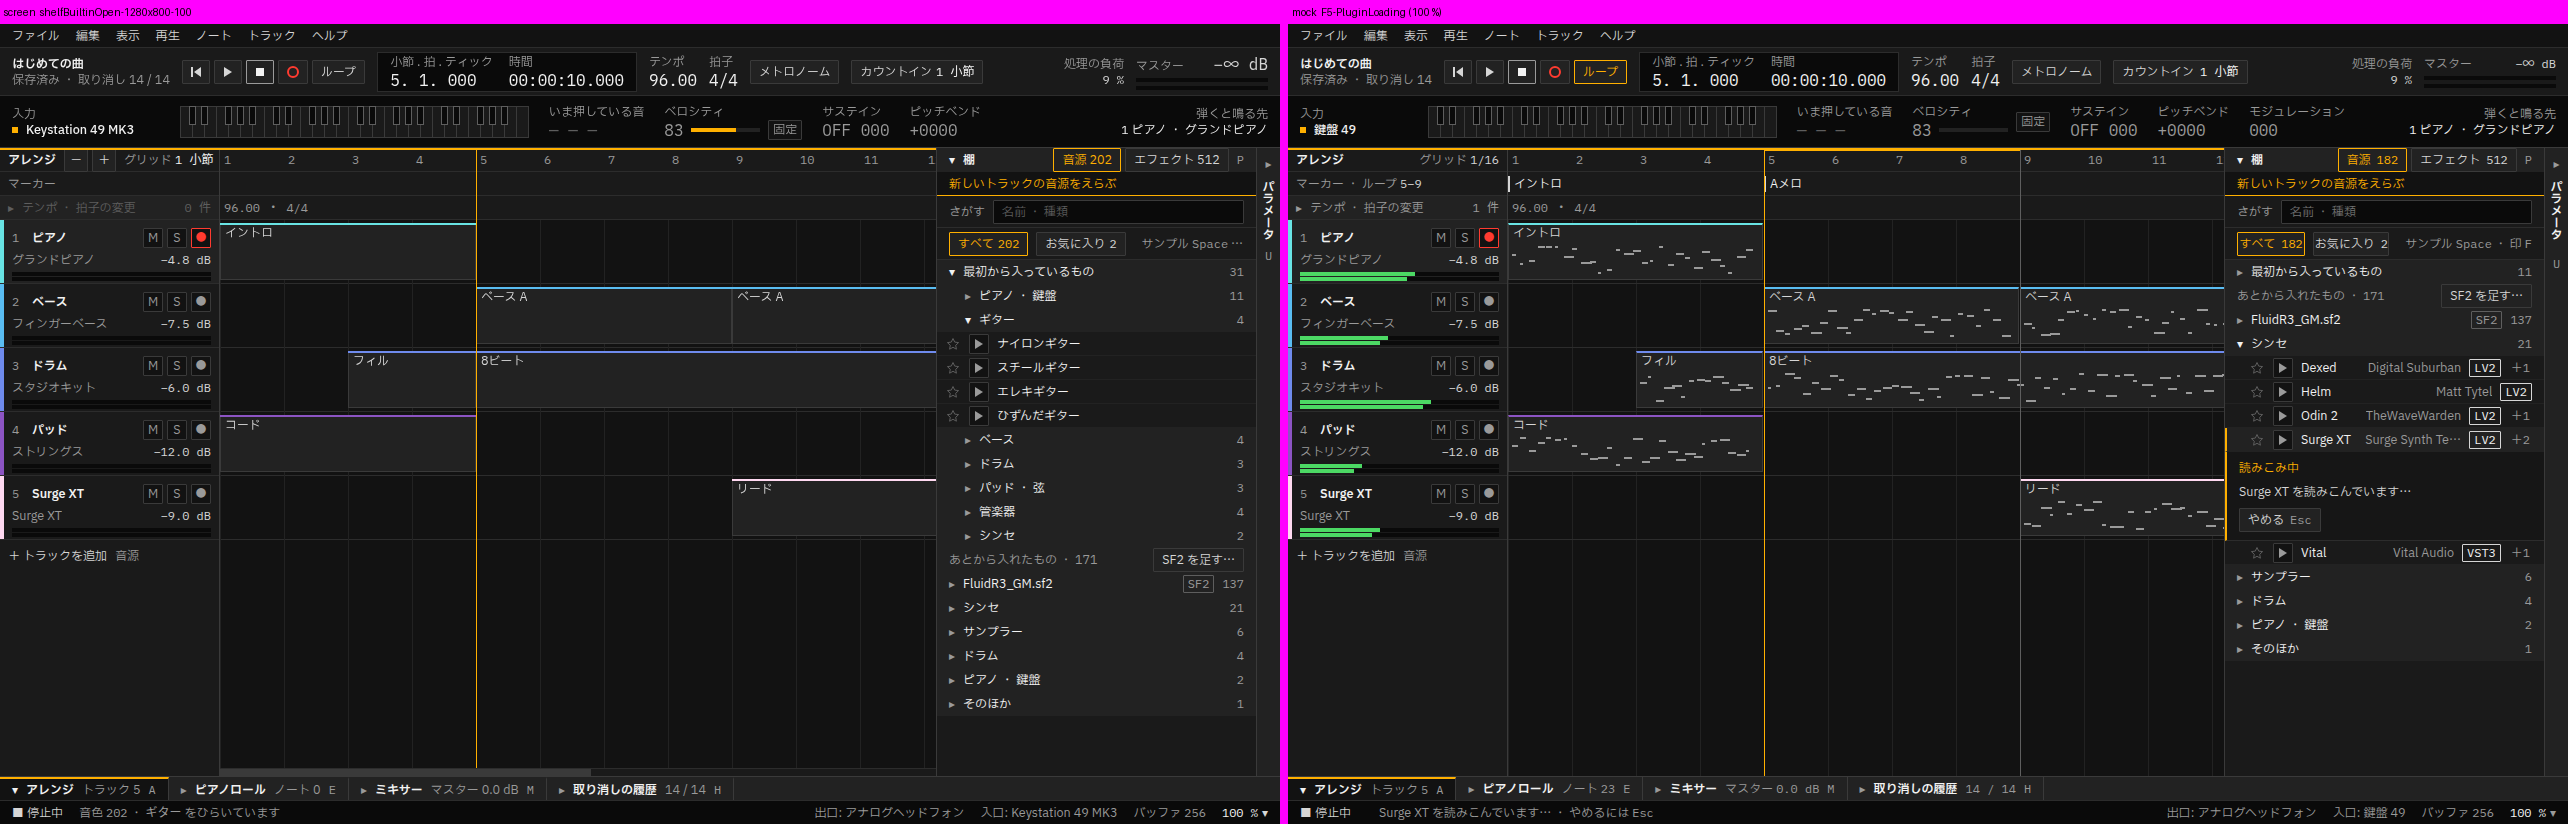 screen shelfBuiltinOpen-1280x800-100
ファイル 編集 表示 再生 ノート トラック ヘルプ
はじめての曲
保存済み ・ 取り消し 14 / 14
ループ
小節 . 拍 . ティック 時間
5. 1. 000 00:00:10.000
テンポ 拍子
96.00 4/4
メトロノーム
カウントイン 1 小節
処理の負荷
9 %
マスター −∞ dB
入力
Keystation 49 MK3
いま押している音
— — —
ベロシティ
83 固定
サステイン
OFF 000
ピッチベンド
+0000
弾くと鳴る先
1 ピアノ ・ グランドピアノ
アレンジ − + グリッド 1 小節
1 2 3 4 5 6 7 8 9 10 11 1
マーカー
▸ テンポ ・ 拍子の変更 0 件
96.00 ・ 4/4
1 ピアノ M S
グランドピアノ −4.8 dB
イントロ
2 ベース M S
フィンガーベース −7.5 dB
ベース A ベース A
3 ドラム M S
スタジオキット −6.0 dB
フィル 8ビート
4 パッド M S
ストリングス −12.0 dB
コード
5 Surge XT M S
Surge XT −9.0 dB
リード
＋ トラックを追加 音源
▾ 棚 音源 202 エフェクト 512 P
新しいトラックの音源をえらぶ
さがす 名前 ・ 種類
すべて 202 お気に入り 2 サンプル Space …
▾ 最初から入っているもの 31
▸ ピアノ ・ 鍵盤 11
▾ ギター 4
☆ ▶ ナイロンギター
☆ ▶ スチールギター
☆ ▶ エレキギター
☆ ▶ ひずんだギター
▸ ベース 4
▸ ドラム 3
▸ パッド ・ 弦 3
▸ 管楽器 4
▸ シンセ 2
あとから入れたもの ・ 171 SF2 を足す…
▸ FluidR3_GM.sf2 SF2 137
▸ シンセ 21
▸ サンプラー 6
▸ ドラム 4
▸ ピアノ ・ 鍵盤 2
▸ そのほか 1
▸ パラメータ U
▾ アレンジ トラック 5 A
▸ ピアノロール ノート 0 E
▸ ミキサー マスター 0.0 dB M
▸ 取り消しの履歴 14 / 14 H
■ 停止中 音色 202 ・ ギター をひらいています
出口: アナログヘッドフォン 入口: Keystation 49 MK3 バッファ 256 100 % ▾
mock F5-PluginLoading (100 %)
ファイル 編集 表示 再生 ノート トラック ヘルプ
はじめての曲
保存済み ・ 取り消し 14
ループ
小節 . 拍 . ティック 時間
5. 1. 000 00:00:10.000
テンポ 拍子
96.00 4/4
メトロノーム
カウントイン 1 小節
処理の負荷
9 %
マスター −∞ dB
入力
鍵盤 49
いま押している音
— — —
ベロシティ
83 固定
サステイン
OFF 000
ピッチベンド
+0000
モジュレーション
000
弾くと鳴る先
1 ピアノ ・ グランドピアノ
アレンジ グリッド 1/16
1 2 3 4 5 6 7 8 9 10 11 1
マーカー ・ ループ 5–9
イントロ Aメロ
▸ テンポ ・ 拍子の変更 1 件
96.00 ・ 4/4
1 ピアノ M S
グランドピアノ −4.8 dB
イントロ
2 ベース M S
フィンガーベース −7.5 dB
ベース A ベース A
3 ドラム M S
スタジオキット −6.0 dB
フィル 8ビート
4 パッド M S
ストリングス −12.0 dB
コード
5 Surge XT M S
Surge XT −9.0 dB
リード
＋ トラックを追加 音源
▾ 棚 音源 182 エフェクト 512 P
新しいトラックの音源をえらぶ
さがす 名前 ・ 種類
すべて 182 お気に入り 2 サンプル Space ・ 印 F
▸ 最初から入っているもの 11
あとから入れたもの ・ 171 SF2 を足す…
▸ FluidR3_GM.sf2 SF2 137
▾ シンセ 21
☆ ▶ Dexed Digital Suburban LV2 +1
☆ ▶ Helm Matt Tytel LV2
☆ ▶ Odin 2 TheWaveWarden LV2 +1
☆ ▶ Surge XT Surge Synth Te… LV2 +2
読みこみ中
Surge XT を読みこんでいます…
やめる Esc
☆ ▶ Vital Vital Audio VST3 +1
▸ サンプラー 6
▸ ドラム 4
▸ ピアノ ・ 鍵盤 2
▸ そのほか 1
▸ パラメータ U
▾ アレンジ トラック 5 A
▸ ピアノロール ノート 23 E
▸ ミキサー マスター 0.0 dB M
▸ 取り消しの履歴 14 / 14 H
■ 停止中 Surge XT を読みこんでいます… ・ やめるには Esc
出口: アナログヘッドフォン 入口: 鍵盤 49 バッファ 256 100 % ▾